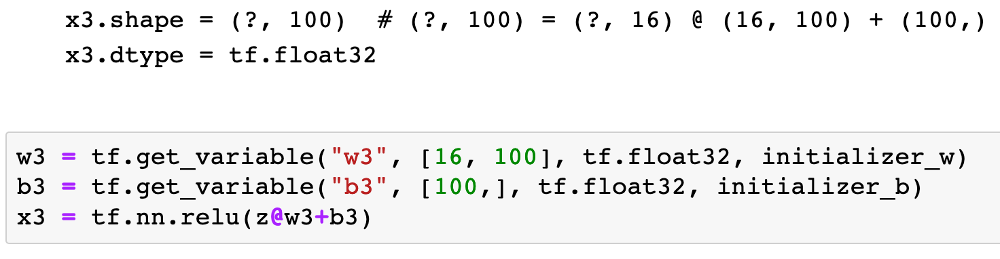 x3.shape = (?, 100)  # (?, 100) = (?, 16) @ (16, 100) + (100,)
x3.dtype = tf.float32
w3 = tf.get_variable("w3", [16, 100], tf.float32, initializer_w)
b3 = tf.get_variable("b3", [100,], tf.float32, initializer_b)
x3 = tf.nn.relu(z@w3+b3)